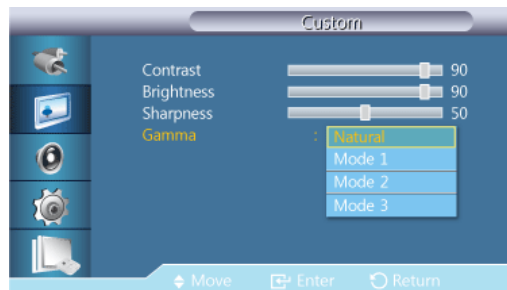 Custom
Contrast 90
Brightness 90
Sharpness 50
Gamma : Natural
Mode 1
Mode 2
Mode 3
Move Enter Return